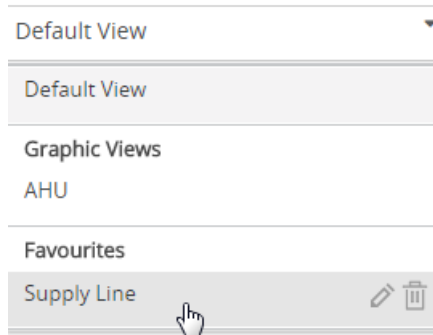 Default View
Default View
Graphic Views
AHU
Favourites
Supply Line